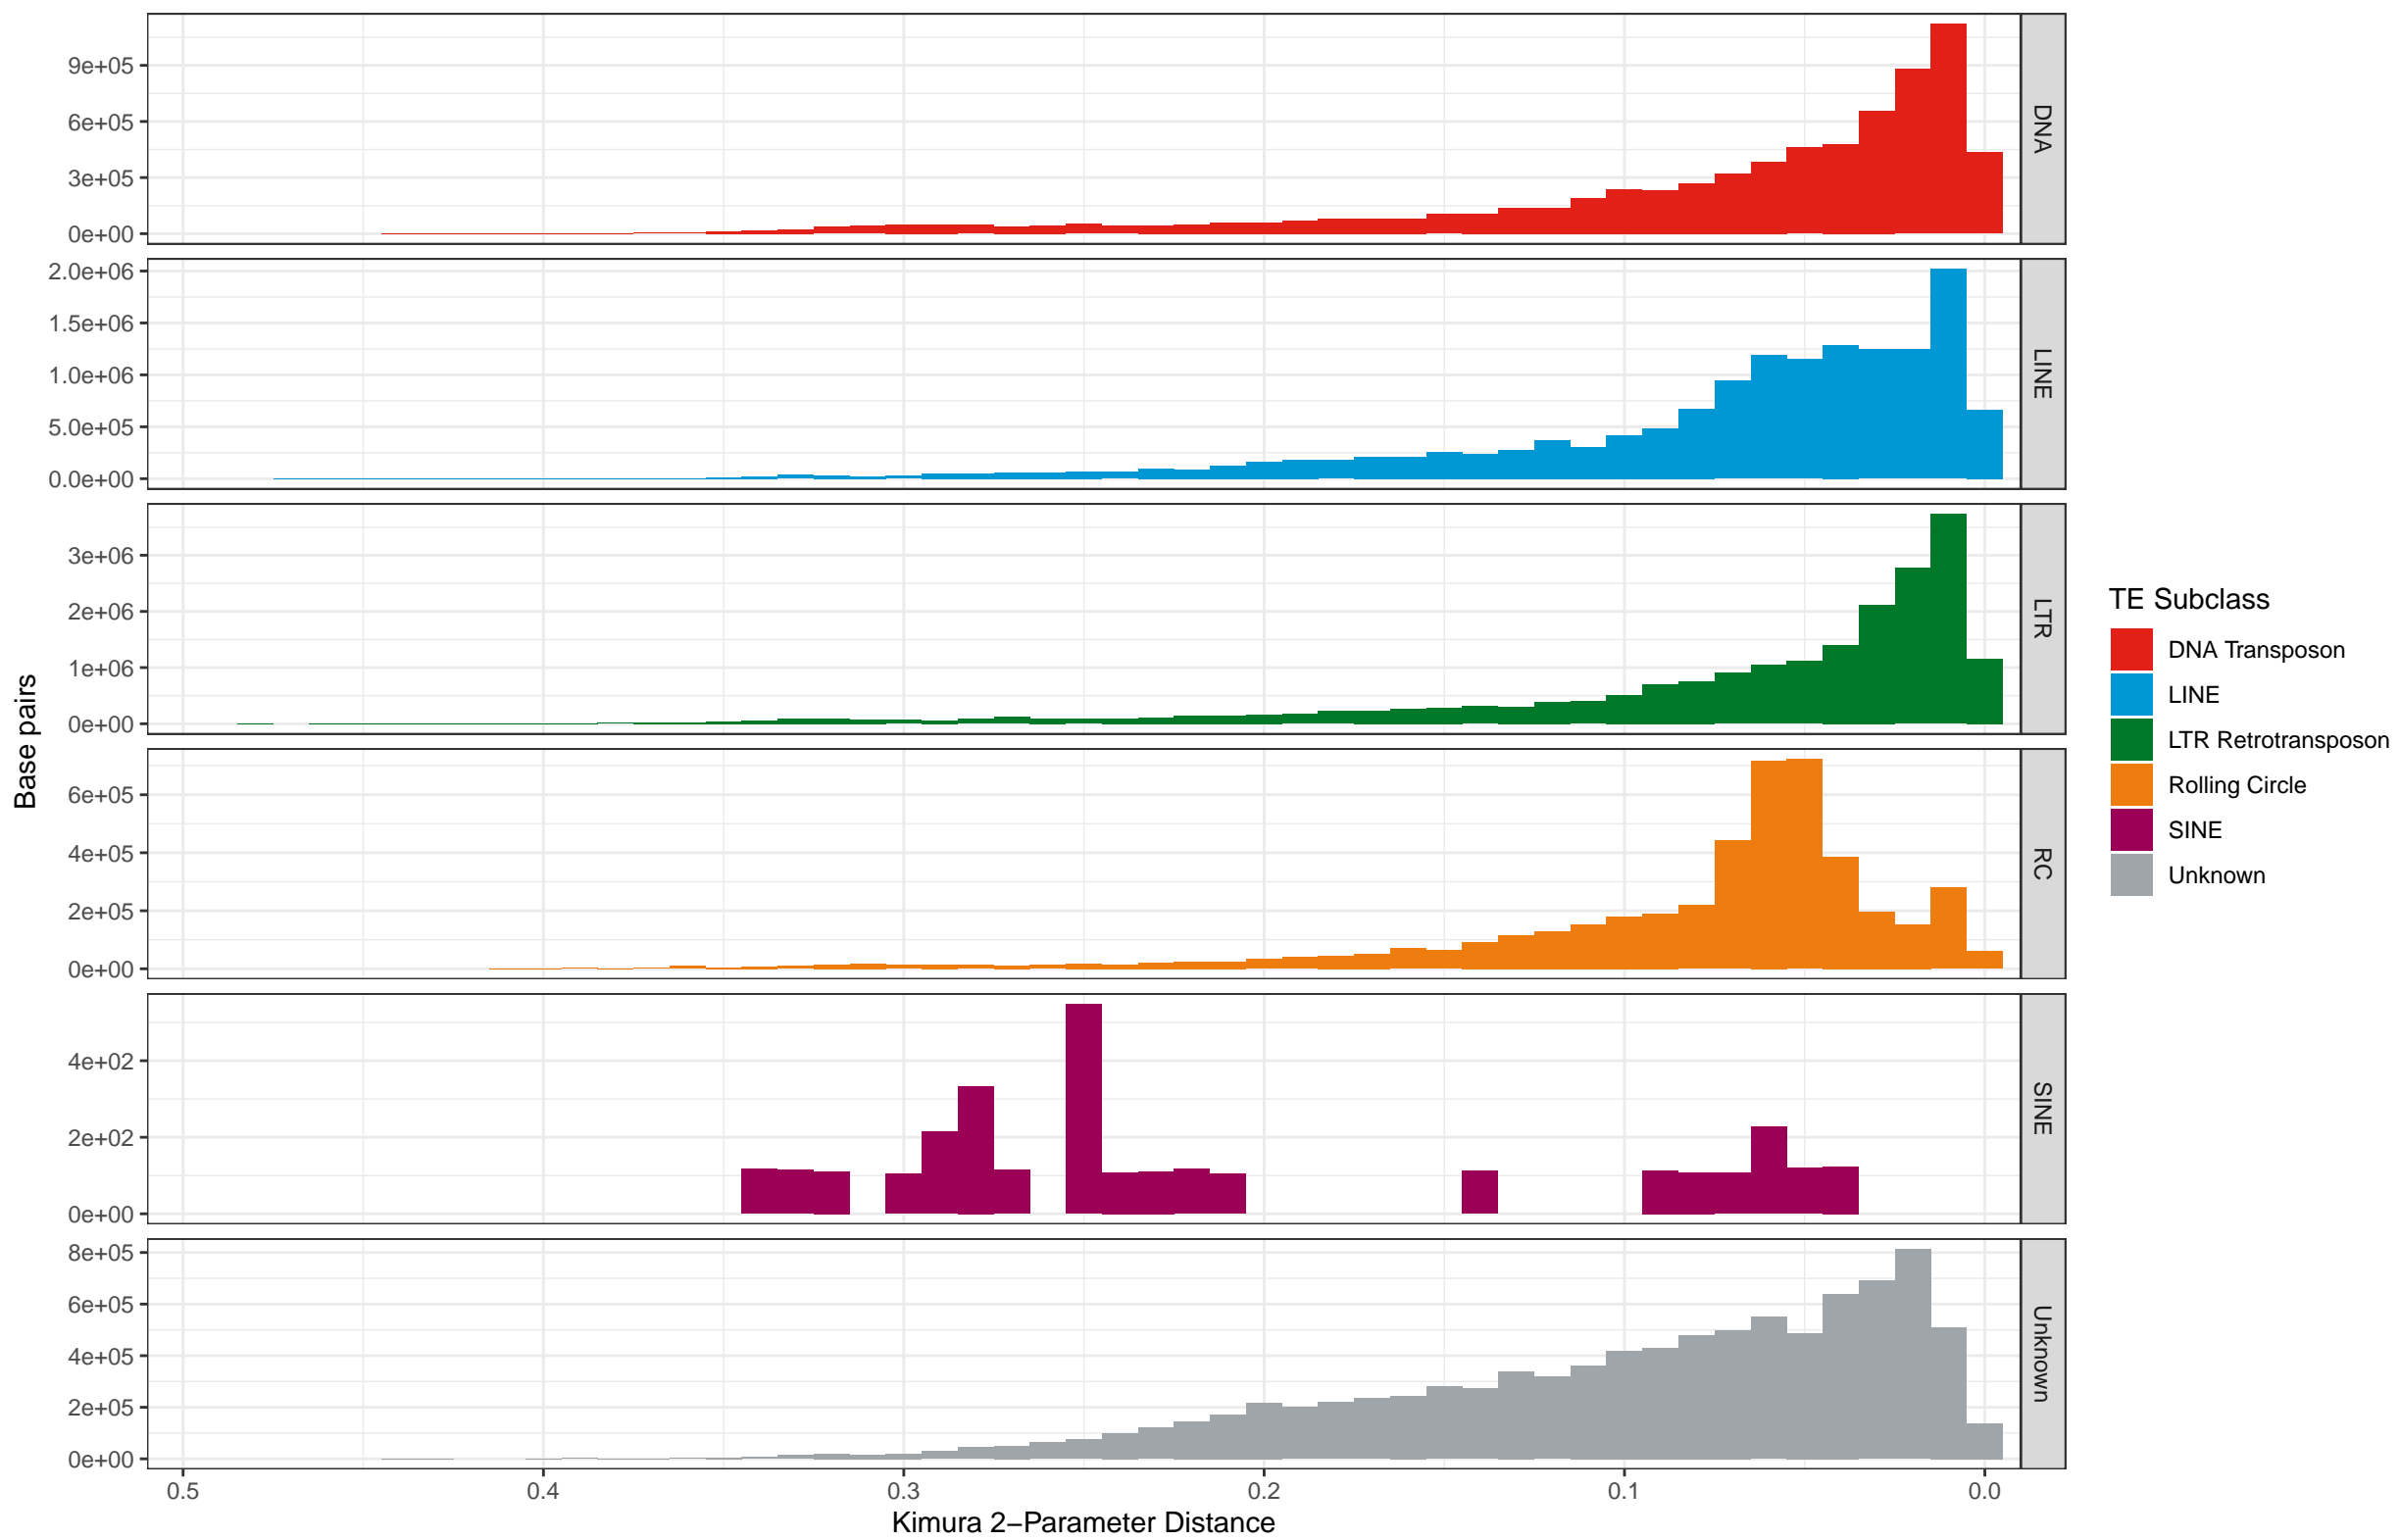 Base pairs
9e+05
6e+05
3e+05
0e+00
DNA
2.0e+06
1.5e+06
1.0e+06
5.0e+05
0.0e+00
LINE
3e+06
2e+06
1e+06
0e+00
LTR
6e+05
4e+05
2e+05
0e+00
RC
4e+02
2e+02
0e+00
SINE
8e+05
6e+05
4e+05
2e+05
0e+00
Unknown
0.5 0.4 0.3 0.2 0.1 0.0
Kimura 2−Parameter Distance
TE Subclass
DNA Transposon
LINE
LTR Retrotransposon
Rolling Circle
SINE
Unknown